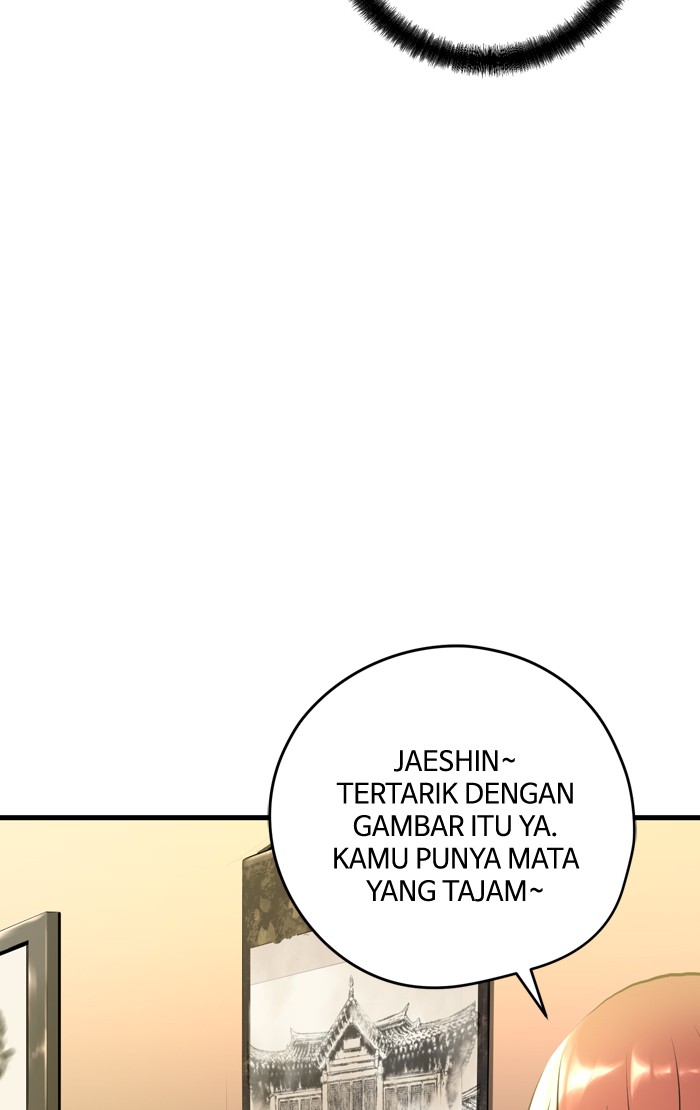 JAESHIN~
TERTARIK DENGAN
GAMBAR ITU YA.
KAMU PUNYA MATA
YANG TAJAM~